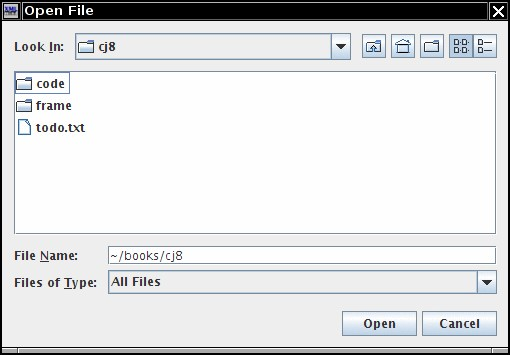 Open File
Look In: cj8
code
frame
todo.txt
File Name: ~/books/cj8
Files of Type: All Files
Open Cancel